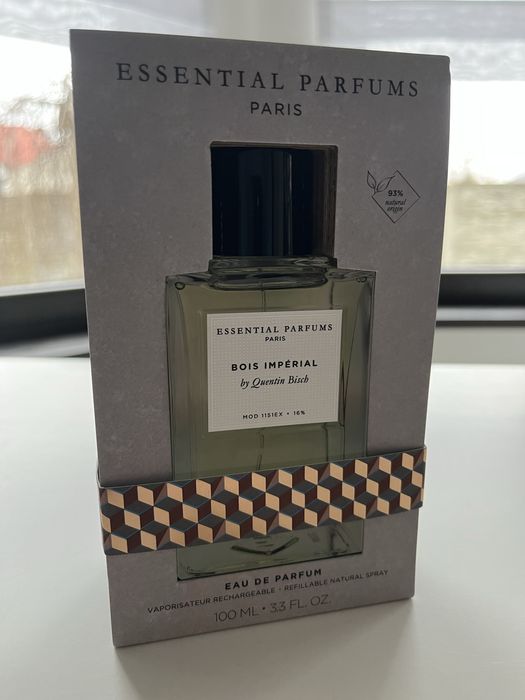 ESSENTIAL PARFUMS
PARIS
93%
natural
origin
ESSENTIAL PARFUMS
PARIS
BOIS IMPÉRIAL
by Quentin Bisch
MOD 1151EX • 16%
EAU DE PARFUM
VAPORISATEUR RECHARGEABLE • REFILLABLE NATURAL SPRAY
100 ML • 3.3 FL. OZ.